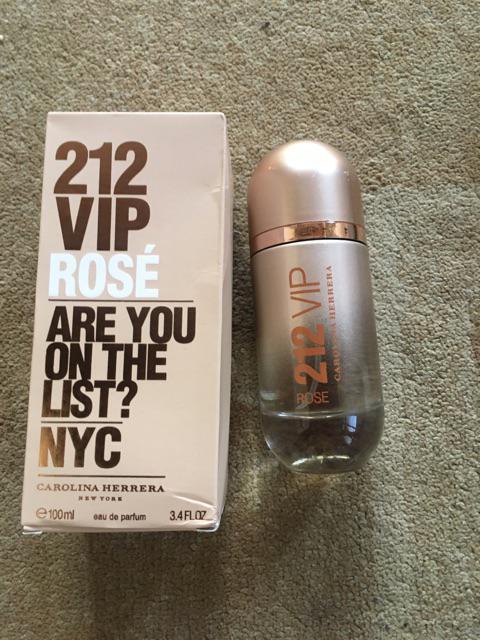 212
VIP
ROSÉ
ARE YOU
ON THE
LIST?
NYC
CAROLINA HERRERA
NEW YORK
℮100ml eau de parfum 3.4 FL OZ
212 VIP
ROSÉ
CAROLINA HERRERA